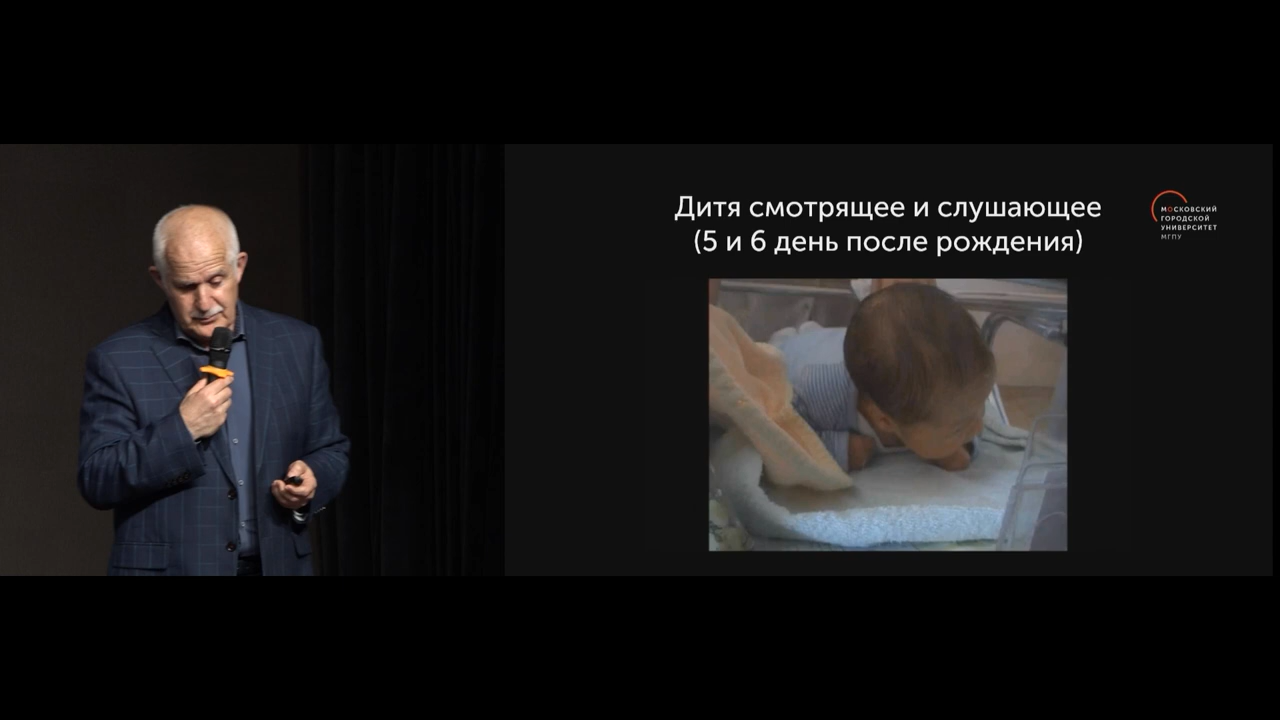 Дитя смотрящее и слушающее
(5 и 6 день после рождения)
МОСКОВСКИЙ
ГОРОДСКОЙ
УНИВЕРСИТЕТ
МГПУ